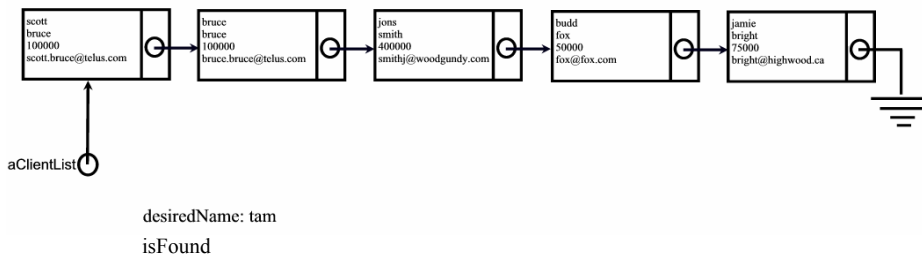 scott
bruce
100000
scott.bruce@telus.com
bruce
bruce
100000
bruce.bruce@telus.com
jons
smith
400000
smithj@woodgundy.com
budd
fox
50000
fox@fox.com
jamie
bright
75000
bright@highwood.ca
aClientList
desiredName: tam
isFound